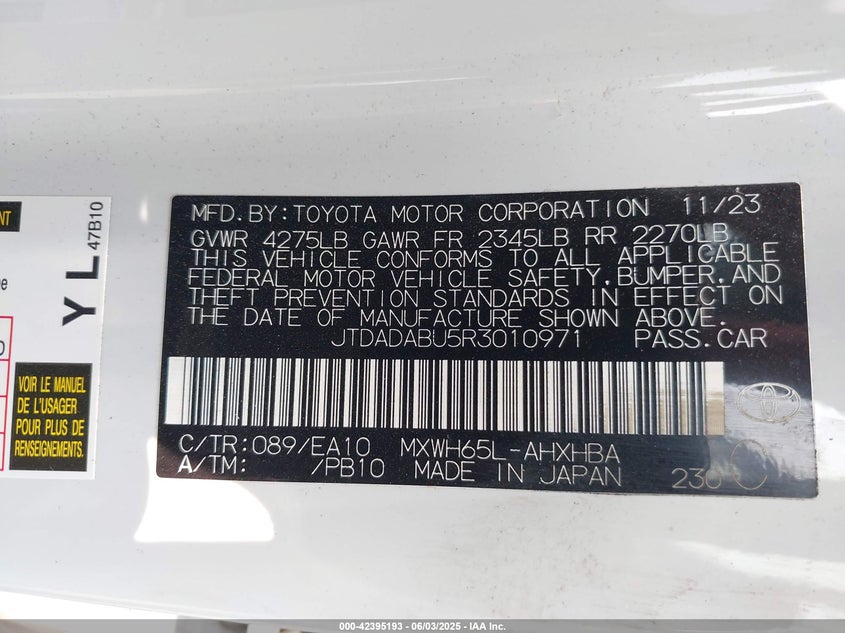 MFD.BY:TOYOTA MOTOR CORPORATION 11/23
GVWR 4275LB GAWR FR 2345LB RR 2270LB
THIS VEHICLE CONFORMS TO ALL APPLICABLE
FEDERAL MOTOR VEHICLE SAFETY,BUMPER,AND
THEFT PREVENTION STANDARDS IN EFFECT ON
THE DATE OF MANUFACTURE SHOWN ABOVE.
JTDADABU5R3010971 PASS.CAR
C/TR:089/EA10 MXWH65L-AHXHBA
A/TM: /PB10 MADE IN JAPAN 230
YL
47B10
VOIR LE MANUEL
DE L'USAGER
POUR PLUS DE
RENSEIGNEMENTS.
000-42395193 - 06/03/2025 - IAA Inc.